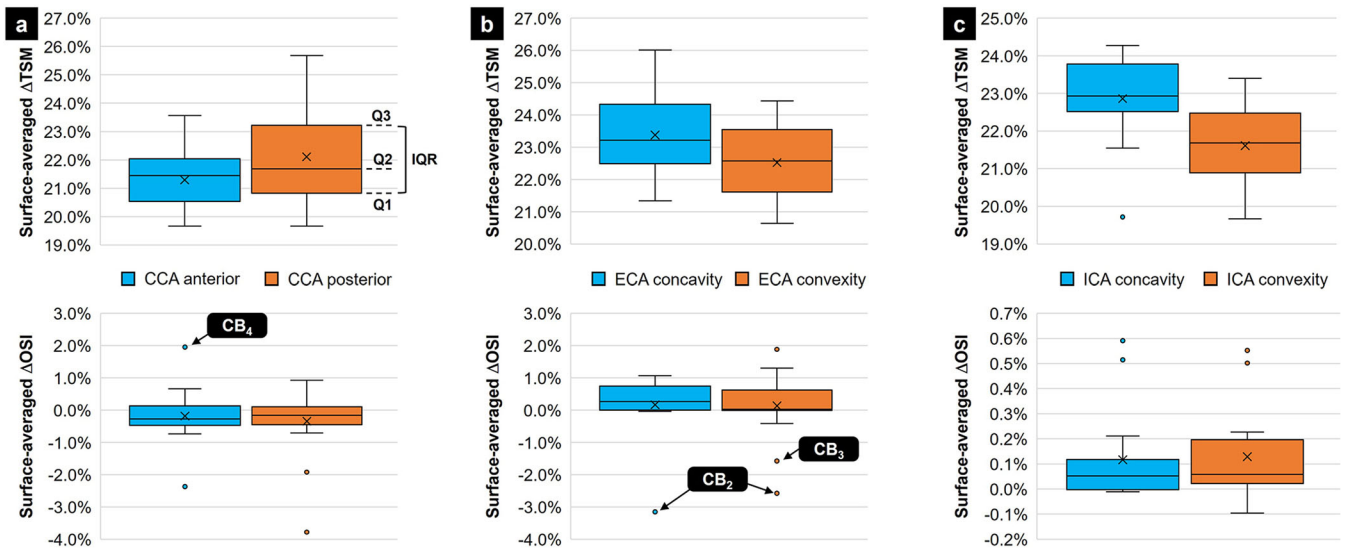 a
Surface-averaged ΔTSM
27.0%
26.0%
25.0%
24.0%
23.0%
22.0%
21.0%
20.0%
19.0%
Q3
Q2
IQR
Q1
CCA anterior
CCA posterior
b
Surface-averaged ΔTSM
27.0%
26.0%
25.0%
24.0%
23.0%
22.0%
21.0%
20.0%
ECA concavity
ECA convexity
c
Surface-averaged ΔTSM
25.0%
24.0%
23.0%
22.0%
21.0%
20.0%
19.0%
ICA concavity
ICA convexity
Surface-averaged ΔOSI
3.0%
2.0%
1.0%
0.0%
-1.0%
-2.0%
-3.0%
-4.0%
CB₄
Surface-averaged ΔOSI
3.0%
2.0%
1.0%
0.0%
-1.0%
-2.0%
-3.0%
-4.0%
CB₃
CB₂
Surface-averaged ΔOSI
0.7%
0.6%
0.5%
0.4%
0.3%
0.2%
0.1%
0.0%
-0.1%
-0.2%